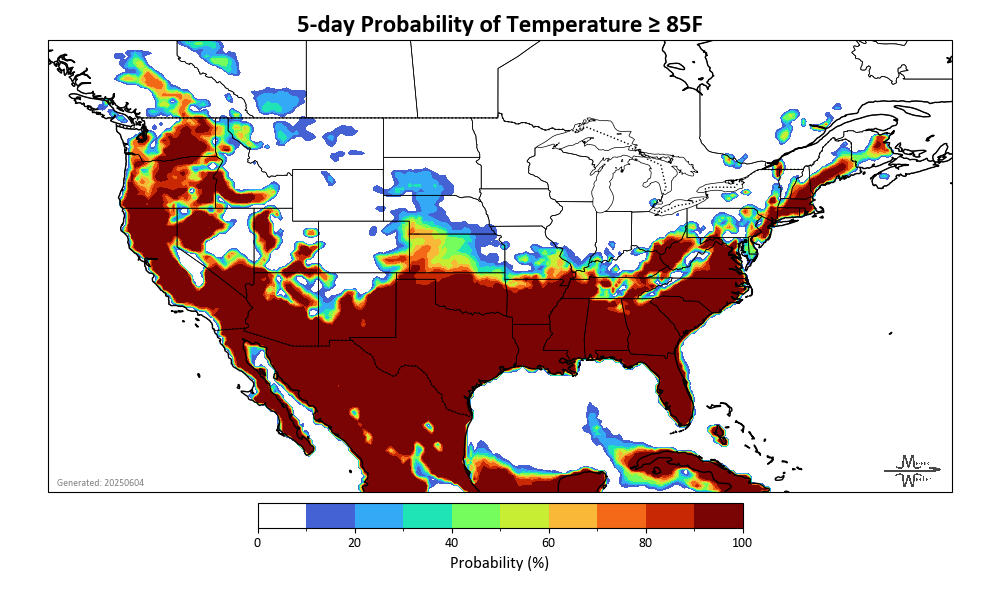 5-day Probability of Temperature ≥ 85F
Generated: 20250604
0 20 40 60 80 100
Probability (%)